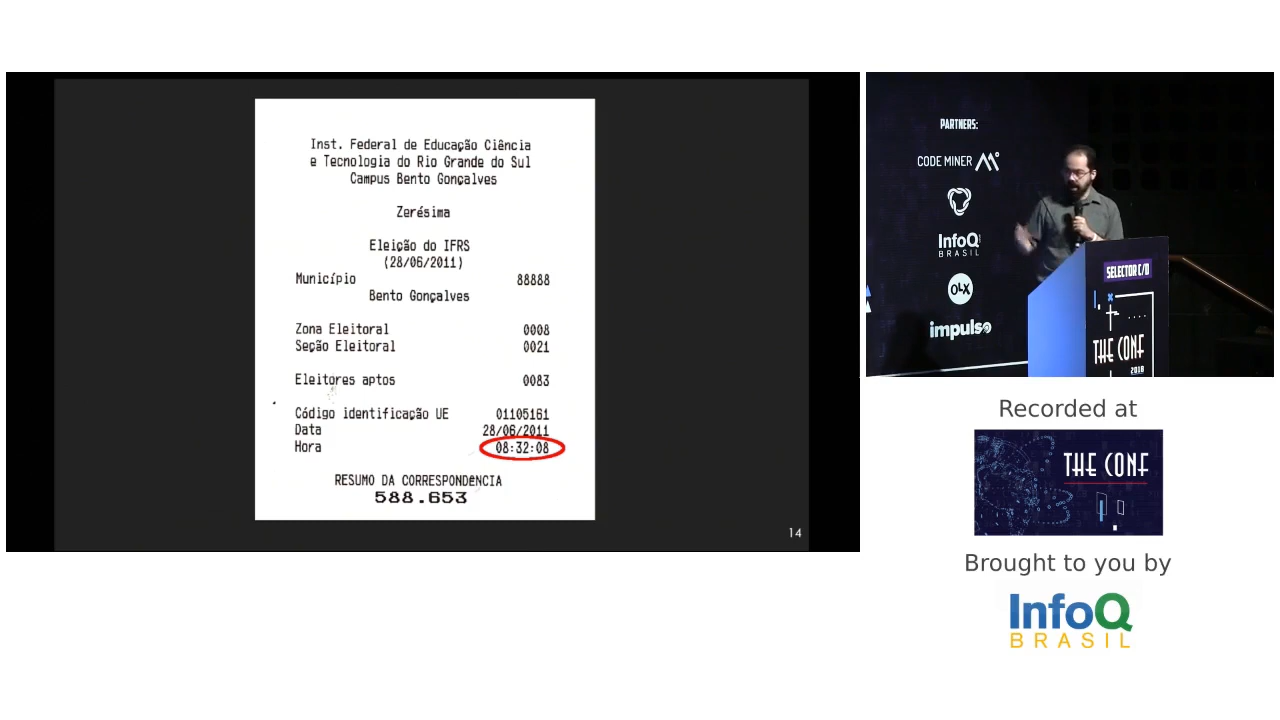 Inst. Federal de Educação Ciência
e Tecnologia do Rio Grande do Sul
Campus Bento Gonçalves
Zerésima
Eleição do IFRS
(28/06/2011)
Município 88888
Bento Gonçalves
Zona Eleitoral 0008
Seção Eleitoral 0021
Eleitores aptos 0083
Código identificação UE 01105161
Data 28/06/2011
Hora 08:32:08
RESUMO DA CORRESPONDêNCIA
588.653
14
PARTNERS:
CODE MINER
InfoQ
BRASIL
OLX
impulso
SELECTOR C/D
THE CONF
2018
Recorded at
THE CONF
Brought to you by
InfoQ
BRASIL